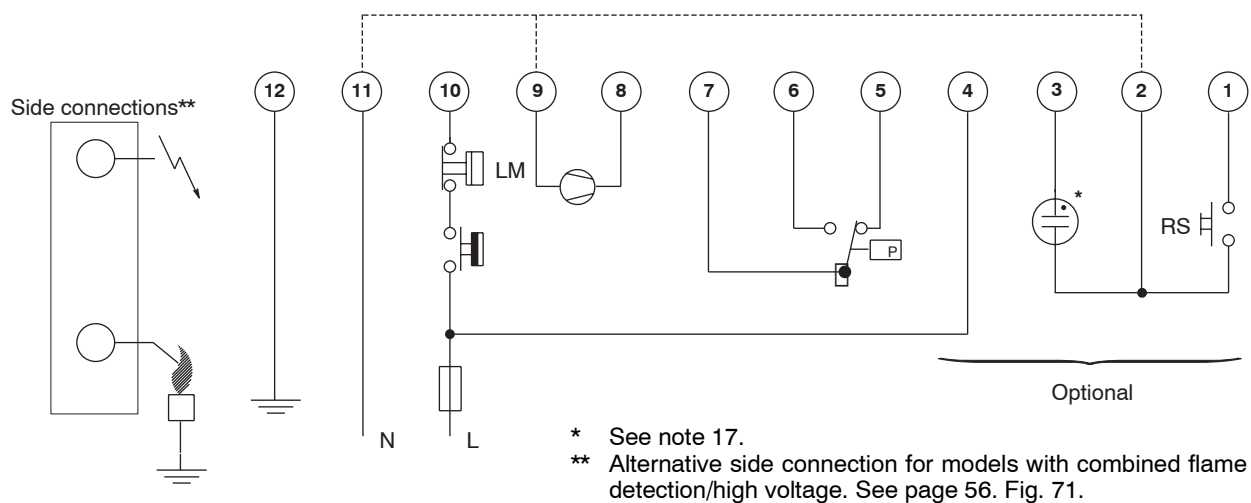 12 11 10 9 8 7 6 5 4 3 2 1
Side connections**
LM
*
RS
P
Optional
N L
* See note 17.
** Alternative side connection for models with combined flame
detection/high voltage. See page 56. Fig. 71.